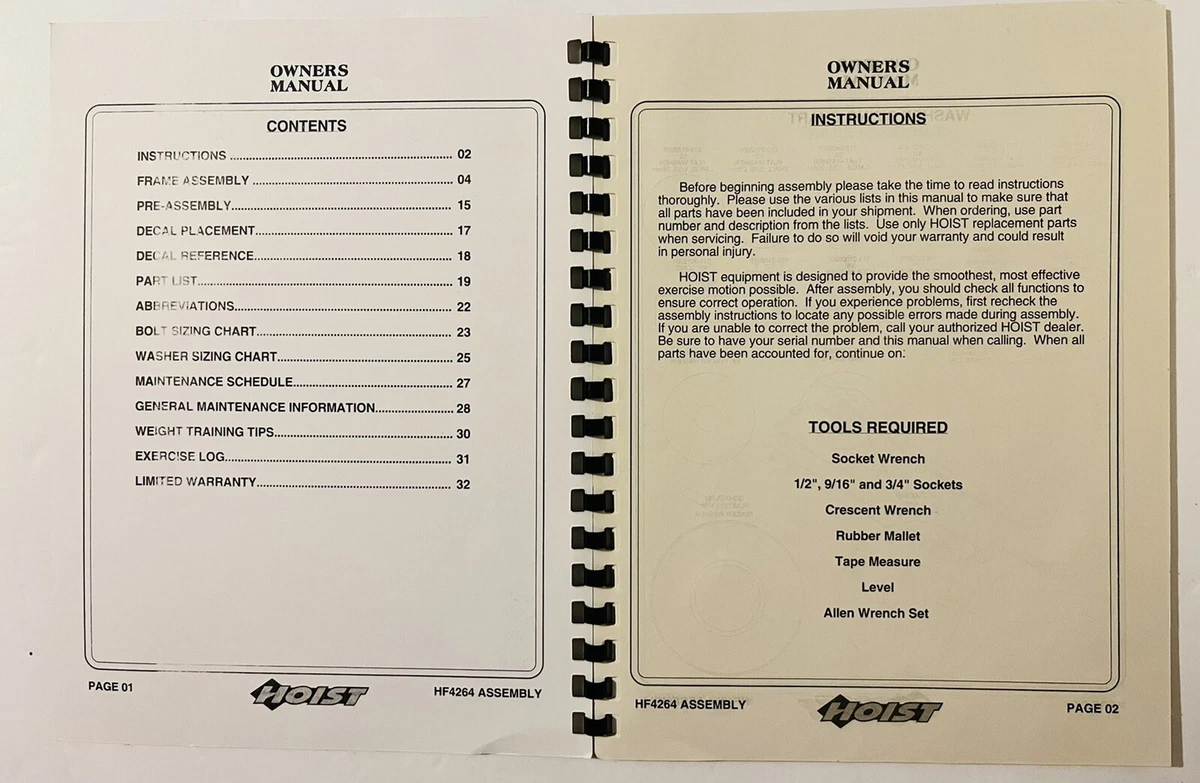 OWNERS
MANUAL
CONTENTS
INSTRUCTIONS ........................................................ 02
FRAME ASSEMBLY .................................................. 04
PRE-ASSEMBLY....................................................... 15
DECAL PLACEMENT................................................. 17
DECAL REFERENCE.................................................. 18
PART LIST................................................................ 19
ABBREVIATIONS...................................................... 22
BOLT SIZING CHART................................................. 23
WASHER SIZING CHART............................................ 25
MAINTENANCE SCHEDULE........................................ 27
GENERAL MAINTENANCE INFORMATION.................... 28
WEIGHT TRAINING TIPS............................................. 30
EXERCISE LOG......................................................... 31
LIMITED WARRANTY................................................. 32
PAGE 01
HOIST
HF4264 ASSEMBLY
OWNERS
MANUAL
INSTRUCTIONS
Before beginning assembly please take the time to read instructions
thoroughly. Please use the various lists in this manual to make sure that
all parts have been included in your shipment. When ordering, use part
number and description from the lists. Use only HOIST replacement parts
when servicing. Failure to do so will void your warranty and could result
in personal injury.
HOIST equipment is designed to provide the smoothest, most effective
exercise motion possible. After assembly, you should check all functions to
ensure correct operation. If you experience problems, first recheck the
assembly instructions to locate any possible errors made during assembly.
If you are unable to correct the problem, call your authorized HOIST dealer.
Be sure to have your serial number and this manual when calling. When all
parts have been accounted for, continue on.
TOOLS REQUIRED
Socket Wrench
1/2", 9/16" and 3/4" Sockets
Crescent Wrench
Rubber Mallet
Tape Measure
Level
Allen Wrench Set
HF4264 ASSEMBLY
HOIST
PAGE 02